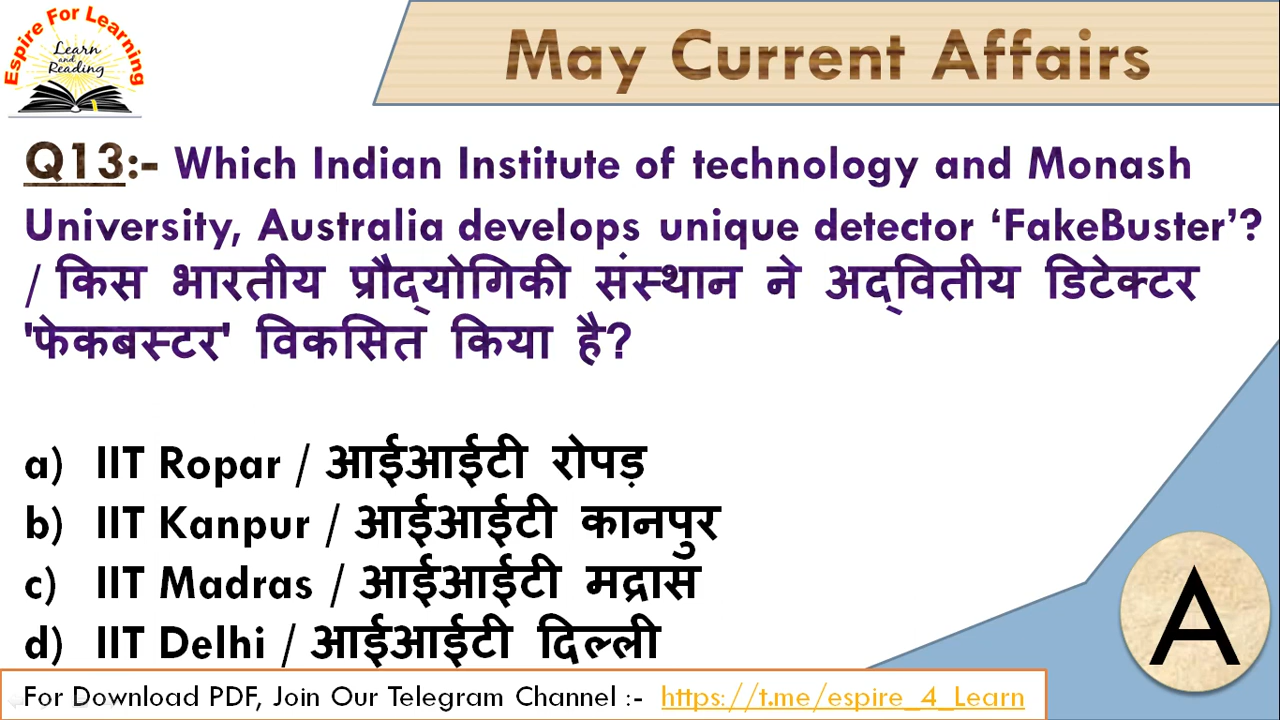 Espire For Learning
Learn
and
Reading
May Current Affairs
Q13:- Which Indian Institute of technology and Monash
University, Australia develops unique detector ‘FakeBuster’?
/ किस भारतीय प्रौद्योगिकी संस्थान ने अद्वितीय डिटेक्टर
'फेकबस्टर' विकसित किया है?
a) IIT Ropar / आईआईटी रोपड़
b) IIT Kanpur / आईआईटी कानपुर
c) IIT Madras / आईआईटी मद्रास
d) IIT Delhi / आईआईटी दिल्ली
A
For Download PDF, Join Our Telegram Channel :- https://t.me/espire_4_Learn